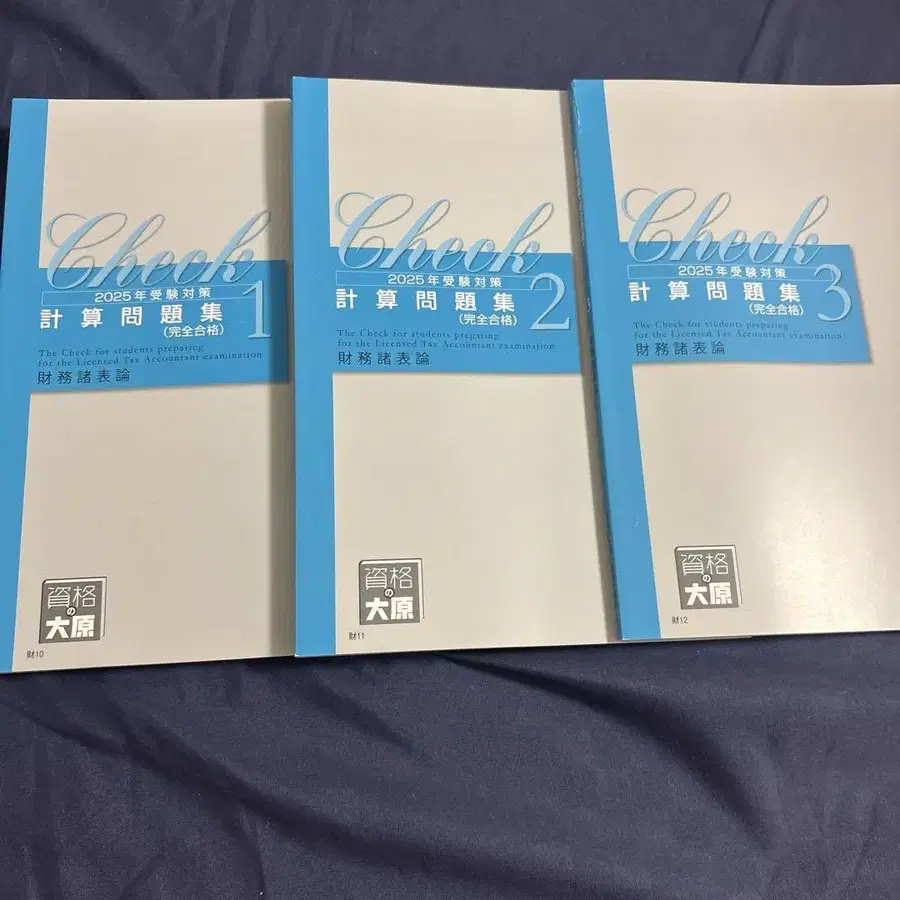 Check
2025年受験対策
計算問題集 1
(完全合格)
The Check for students preparing
for the Licensed Tax Accountant examination
財務諸表論
資格の大原
財10
Check
2025年受験対策
計算問題集 2
(完全合格)
The Check for students preparing
for the Licensed Tax Accountant examination
財務諸表論
資格の大原
財11
Check
2025年受験対策
計算問題集 3
(完全合格)
The Check for students preparing
for the Licensed Tax Accountant examination
財務諸表論
資格の大原
財12